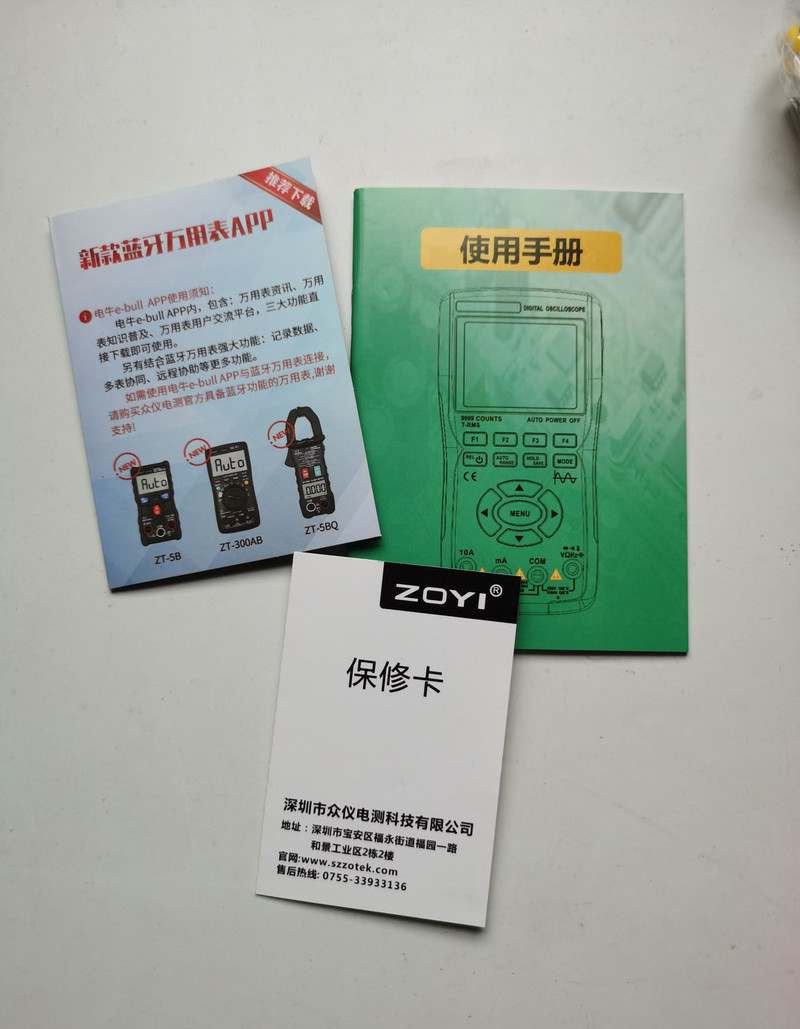 推荐下载
新款蓝牙万用表APP
电牛e-bull APP使用须知：
电牛e-bull APP内，包含：万用表资讯、万用
表知识普及、万用表用户交流平台，三大功能直
接下载即可使用。
另有结合蓝牙万用表强大功能：记录数据、
多表协同、远程协助等更多功能。
如需使用电牛e-bull APP与蓝牙万用表连接，
请购买众仪电测官方具备蓝牙功能的万用表,谢谢
支持!
NEW
NEW
NEW
Auto
Auto
0.000
ZT-5B
ZT-300AB
ZT-5BQ
使用手册
DIGITAL OSCILLOSCOPE
9999 COUNTS
T-RMS
AUTO POWER OFF
F1
F2
F3
F4
REL
AUTO RANGE
HOLD SAVE
MODE
CE
MENU
10A
mA
COM
VΩHz
ZOYI®
保修卡
深圳市众仪电测科技有限公司
地址：深圳市宝安区福永街道福园一路
和景工业区2栋2楼
官网:www.szzotek.com
售后热线: 0755-33933136